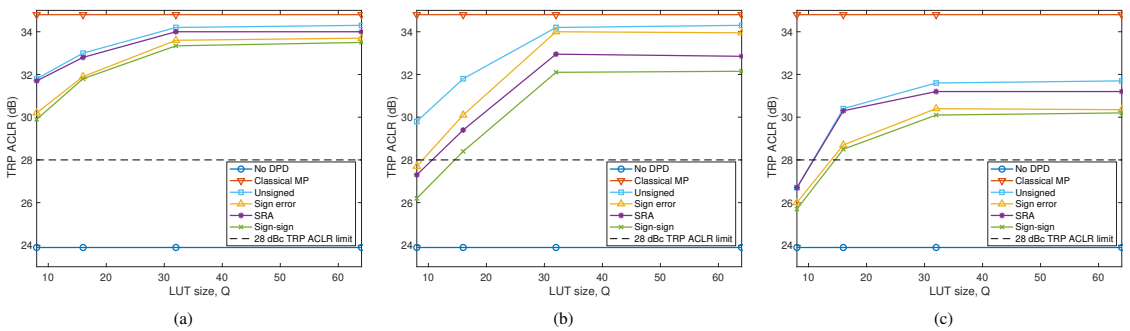 34
32
30
28
26
24
TRP ACLR (dB)
10
20
30
40
50
60
LUT size, Q
No DPD
Classical MP
Unsigned
Sign error
SRA
Sign-sign
28 dBc TRP ACLR limit
(a)
34
32
30
28
26
24
TRP ACLR (dB)
10
20
30
40
50
60
LUT size, Q
No DPD
Classical MP
Unsigned
Sign error
SRA
Sign-sign
28 dBc TRP ACLR limit
(b)
34
32
30
28
26
24
TRP ACLR (dB)
10
20
30
40
50
60
LUT size, Q
No DPD
Classical MP
Unsigned
Sign error
SRA
Sign-sign
28 dBc TRP ACLR limit
(c)